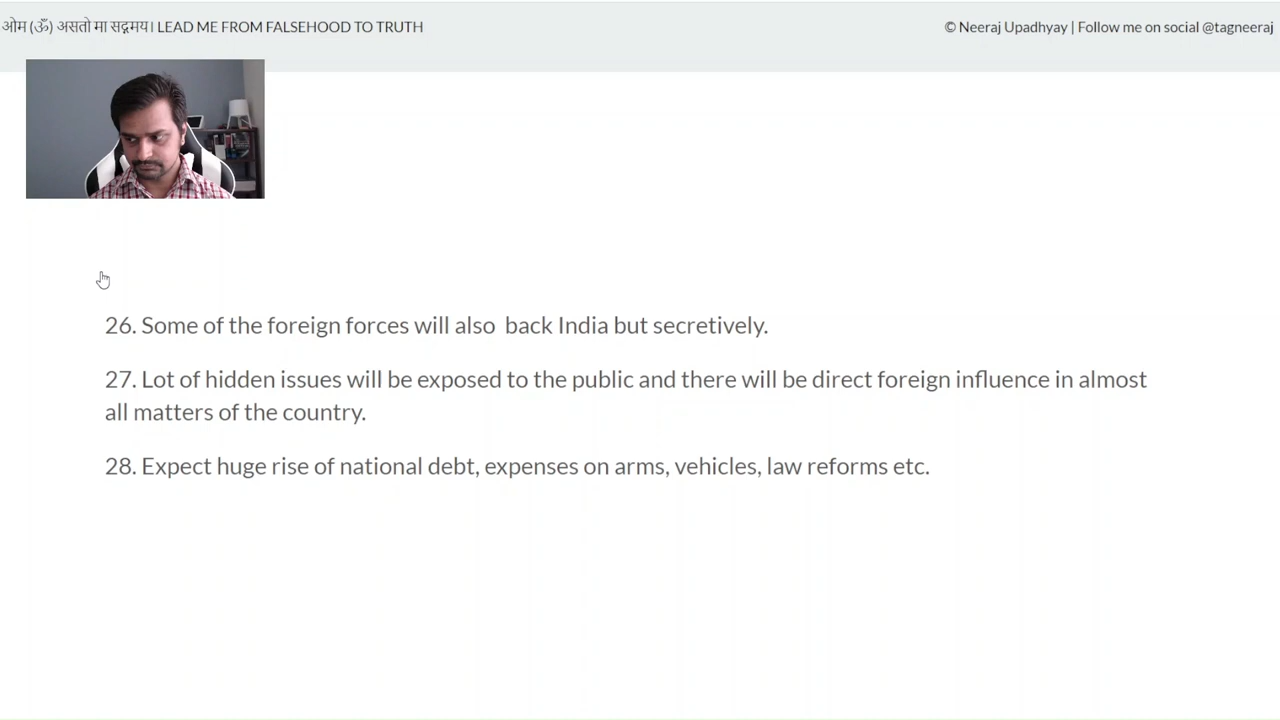 ओम (ॐ) असतो मा सद्गमय। LEAD ME FROM FALSEHOOD TO TRUTH
© Neeraj Upadhyay | Follow me on social @tagneeraj
26. Some of the foreign forces will also  back India but secretively.
27. Lot of hidden issues will be exposed to the public and there will be direct foreign influence in almost
all matters of the country.
28. Expect huge rise of national debt, expenses on arms, vehicles, law reforms etc.